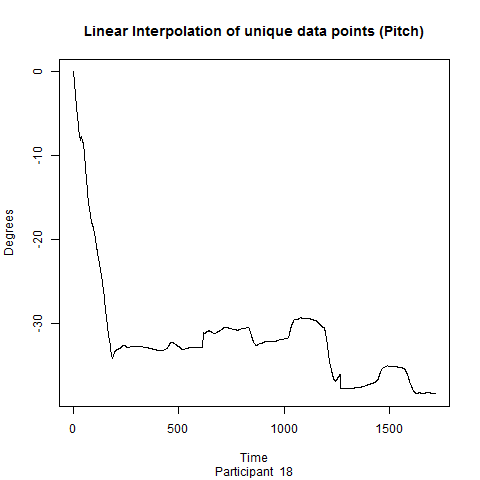 Linear Interpolation of unique data points (Pitch)
0
-10
-20
-30
Degrees
0 500 1000 1500
Time
Participant 18